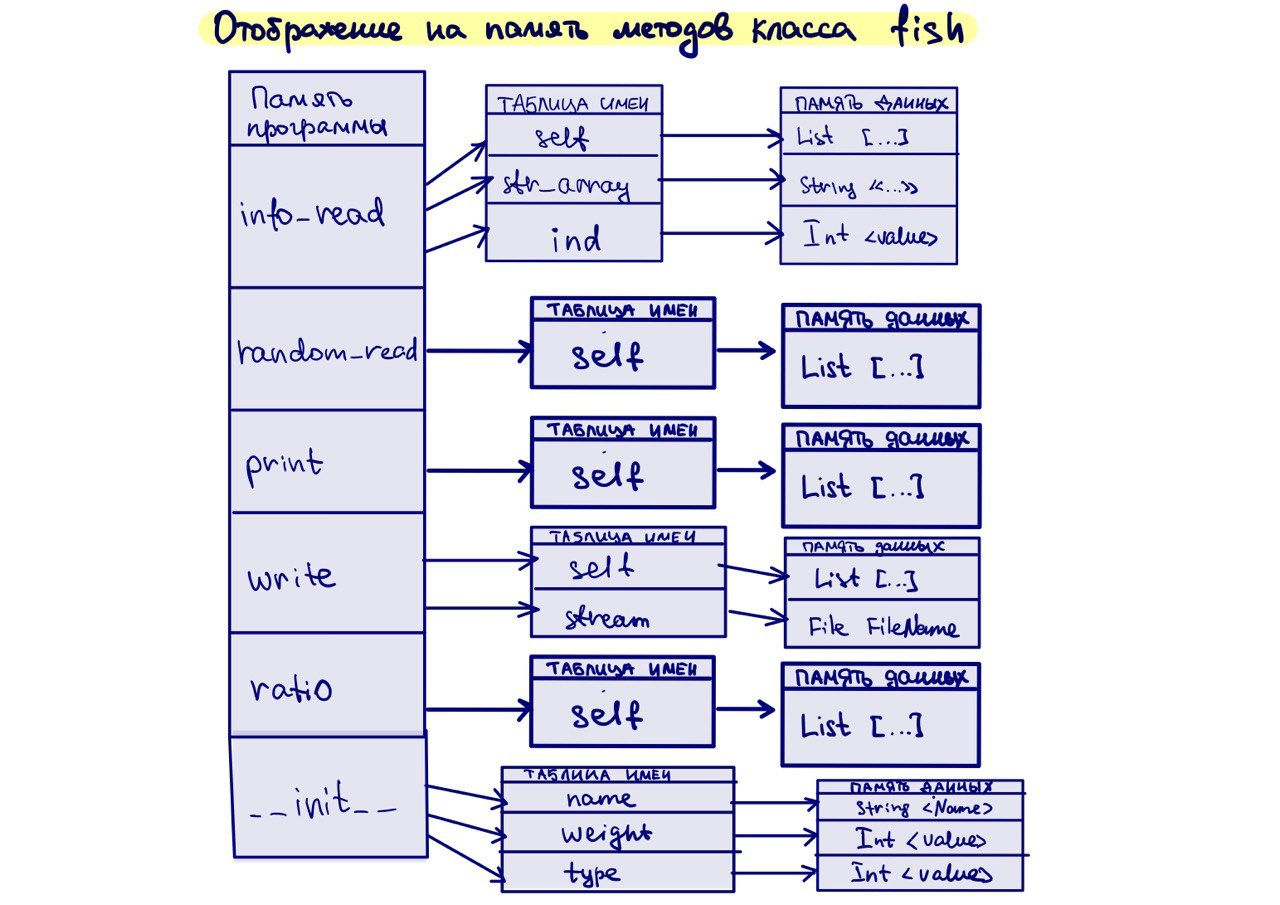 Отображение на память методов класса fish
Память
программы
info_read
ТАБЛИЦА ИМЕН
self
str_array
ind
ПАМЯТЬ ДАННЫХ
List [...]
String «...»
Int <value>
random_read
ТАБЛИЦА ИМЕН
self
ПАМЯТЬ данных
List [...]
print
ТАБЛИЦА ИМЕН
self
ПАМЯТЬ данных
List [...]
write
ТАБЛИЦА ИМЕН
self
stream
ПАМЯТЬ данных
List [...]
File FileName
ratio
ТАБЛИЦА ИМЕН
self
ПАМЯТЬ данных
List [...]
__init__
ТАБЛИЦА ИМЕН
name
weight
type
ПАМЯТЬ ДАННЫХ
String <Name>
Int <value>
Int <value>